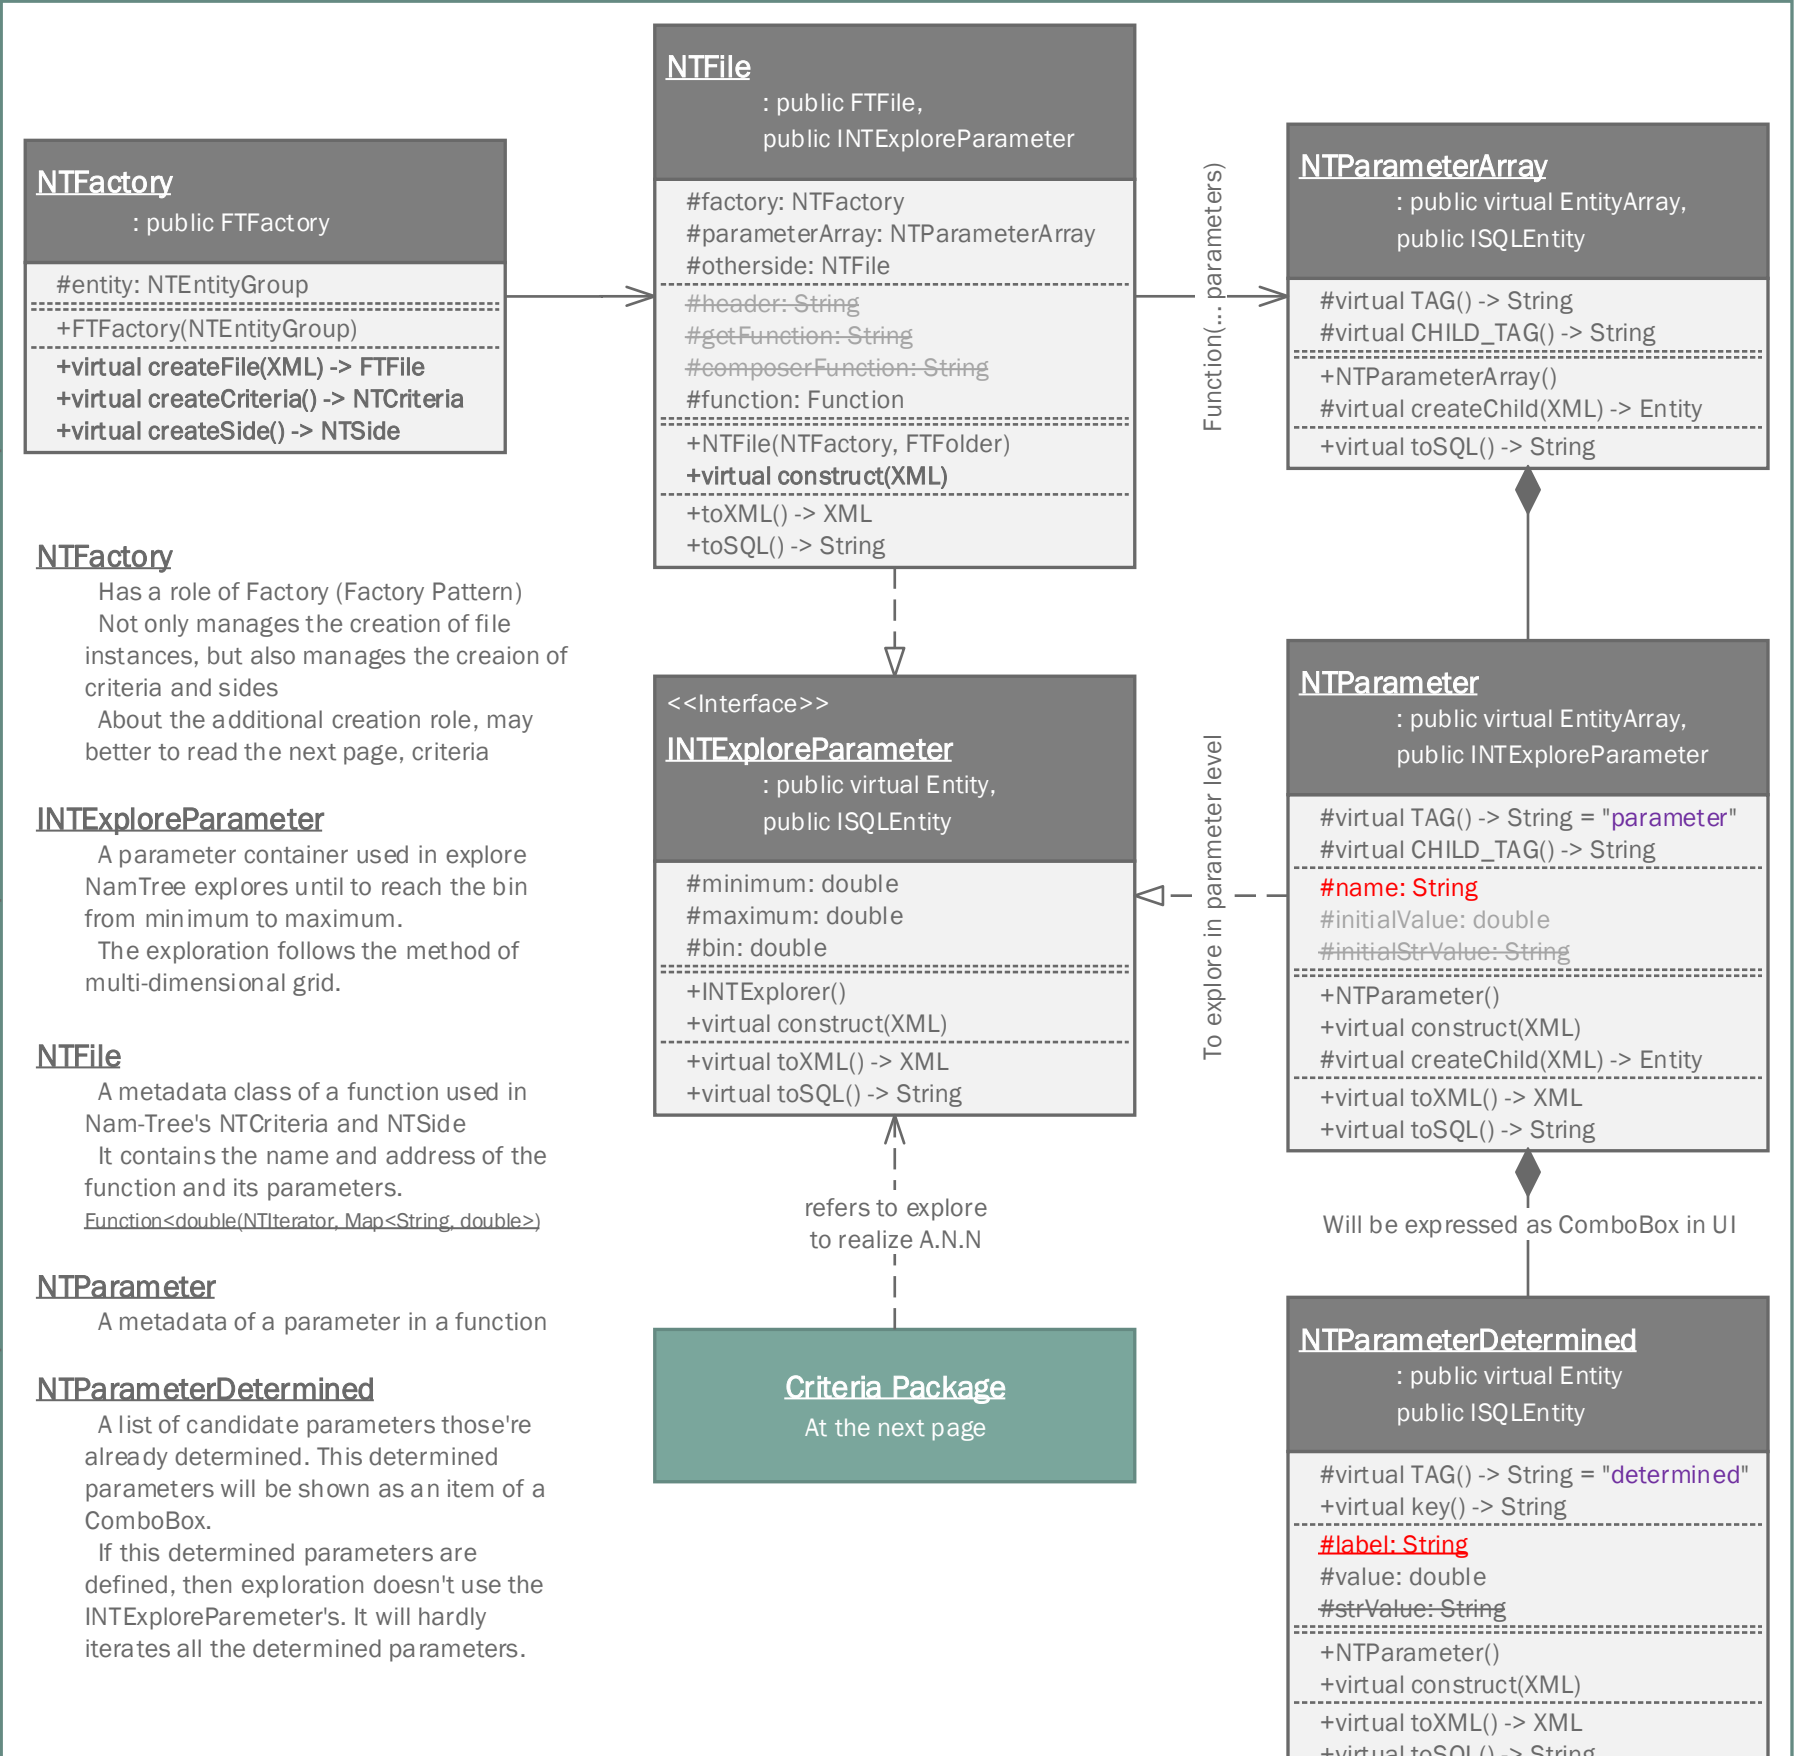 NTFactory
: public FTFactory
#entity: NTEntityGroup
+FTFactory(NTEntityGroup)
+virtual createFile(XML) -> FTFile
+virtual createCriteria() -> NTCriteria
+virtual createSide() -> NTSide
NTFile
: public FTFile,
public INTExploreParameter
#factory: NTFactory
#parameterArray: NTParameterArray
#otherside: NTFile
#header: String
#getFunction: String
#composerFunction: String
#function: Function
+NTFile(NTFactory, FTFolder)
+virtual construct(XML)
+toXML() -> XML
+toSQL() -> String
Function(... parameters)
NTParameterArray
: public virtual EntityArray,
public ISQLEntity
#virtual TAG() -> String
#virtual CHILD_TAG() -> String
+NTParameterArray()
#virtual createChild(XML) -> Entity
+virtual toSQL() -> String
NTFactory
Has a role of Factory (Factory Pattern)
Not only manages the creation of file
instances, but also manages the creaion of
criteria and sides
About the additional creation role, may
better to read the next page, criteria
INTExploreParameter
A parameter container used in explore
NamTree explores until to reach the bin
from minimum to maximum.
The exploration follows the method of
multi-dimensional grid.
NTFile
A metadata class of a function used in
Nam-Tree's NTCriteria and NTSide
It contains the name and address of the
function and its parameters.
Function<double(NTIterator, Map<String, double>)
NTParameter
A metadata of a parameter in a function
NTParameterDetermined
A list of candidate parameters those're
already determined. This determined
parameters will be shown as an item of a
ComboBox.
If this determined parameters are
defined, then exploration doesn't use the
INTExploreParemeter's. It will hardly
iterates all the determined parameters.
<<Interface>>
INTExploreParameter
: public virtual Entity,
public ISQLEntity
#minimum: double
#maximum: double
#bin: double
+INTExplorer()
+virtual construct(XML)
+virtual toXML() -> XML
+virtual toSQL() -> String
refers to explore
to realize A.N.N
Criteria Package
At the next page
To explore in parameter level
NTParameter
: public virtual EntityArray,
public INTExploreParameter
#virtual TAG() -> String = "parameter"
#virtual CHILD_TAG() -> String
#name: String
#initialValue: double
#initialStrValue: String
+NTParameter()
+virtual construct(XML)
#virtual createChild(XML) -> Entity
+virtual toXML() -> XML
+virtual toSQL() -> String
Will be expressed as ComboBox in UI
NTParameterDetermined
: public virtual Entity
public ISQLEntity
#virtual TAG() -> String = "determined"
+virtual key() -> String
#label: String
#value: double
#strValue: String
+NTParameter()
+virtual construct(XML)
+virtual toXML() -> XML
+virtual toSQL() -> String